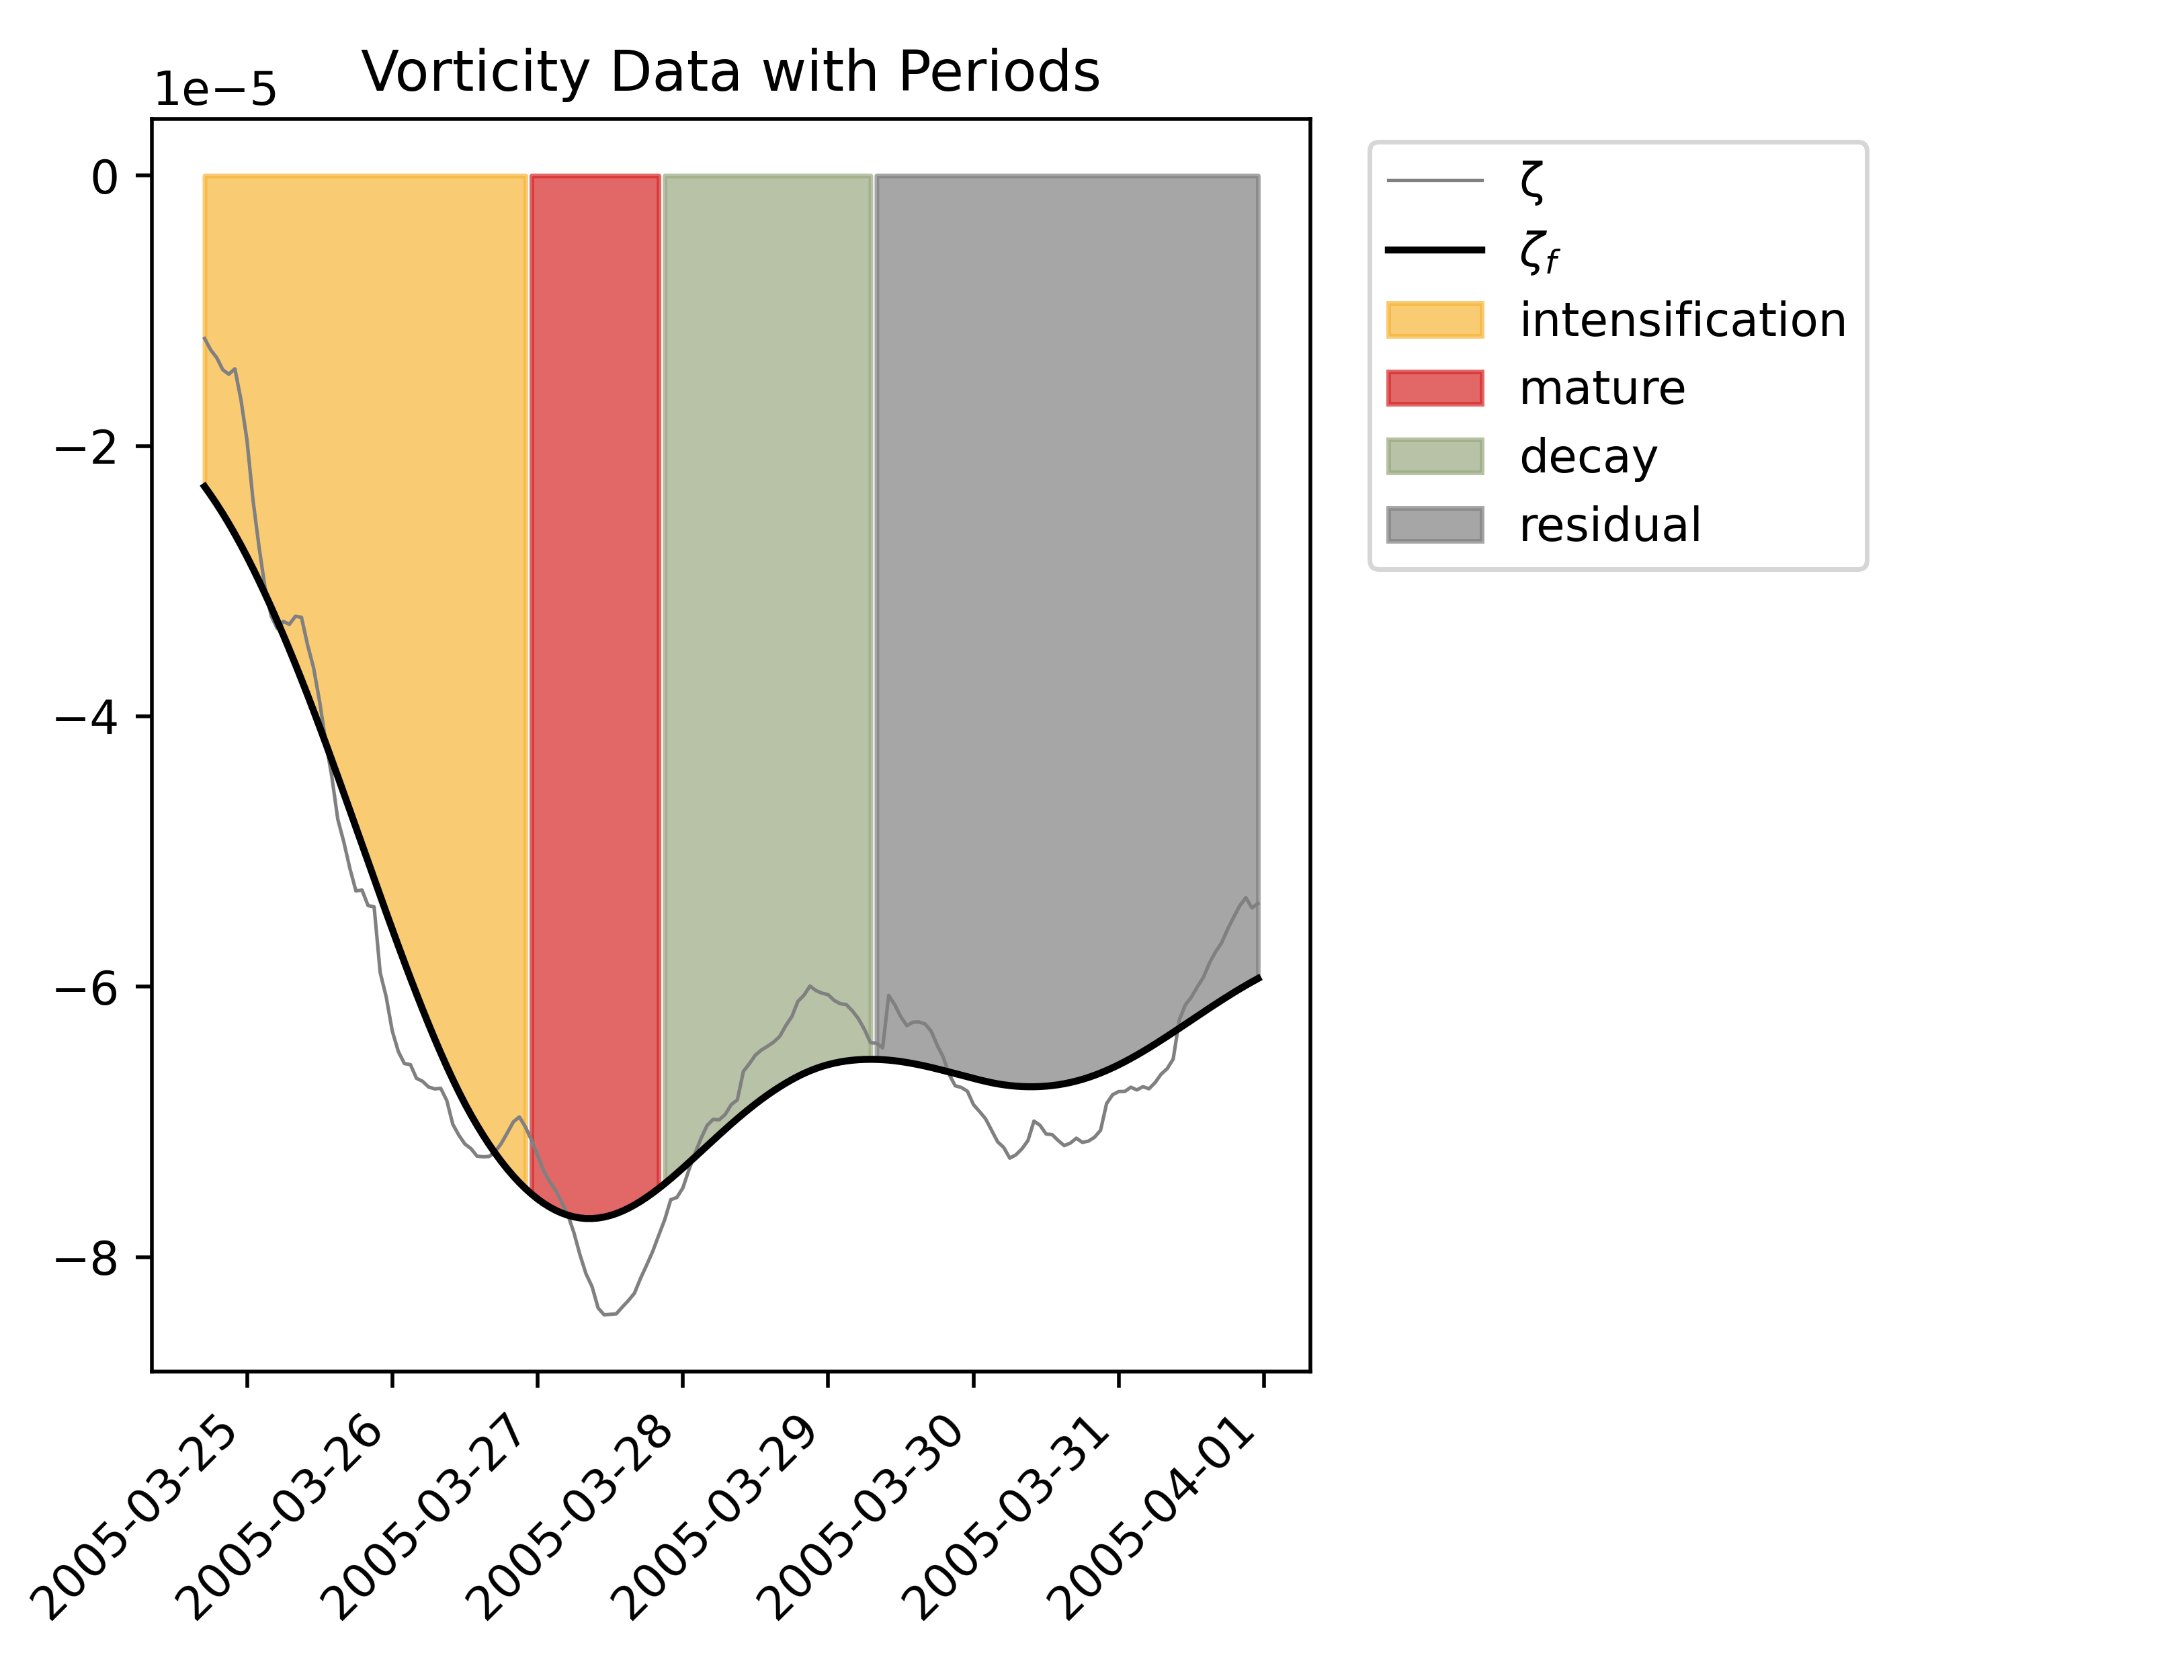 Vorticity Data with Periods
1e−5
0
−2
−4
−6
−8
2005-03-25
2005-03-26
2005-03-27
2005-03-28
2005-03-29
2005-03-30
2005-03-31
2005-04-01
ζ
ζf
intensification
mature
decay
residual